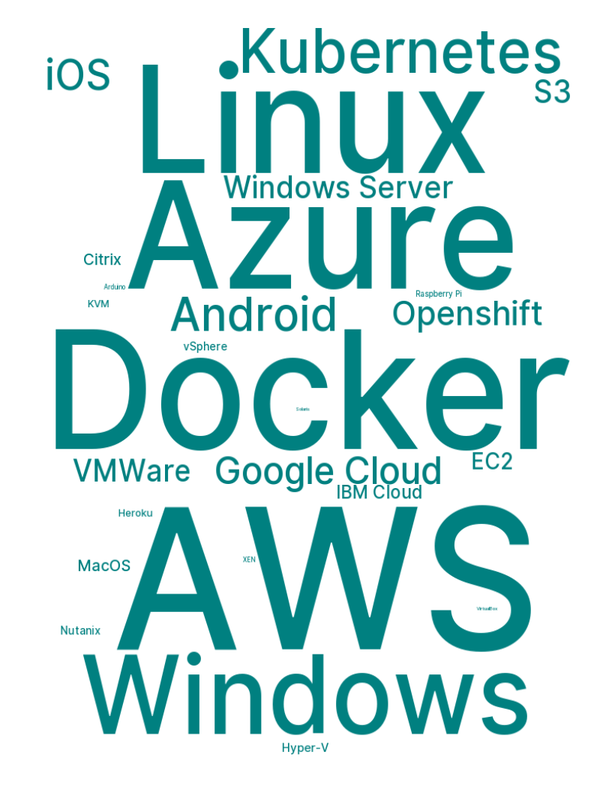 Kubernetes
iOS
S3
Linux
Windows Server
Azure
Citrix
Arduino
Raspberry Pi
KVM
Android
Openshift
vSphere
Docker
VMWare
Google Cloud
EC2
IBM Cloud
Heroku
AWS
XEN
MacOS
VirtualBox
Nutanix
Windows
Hyper-V